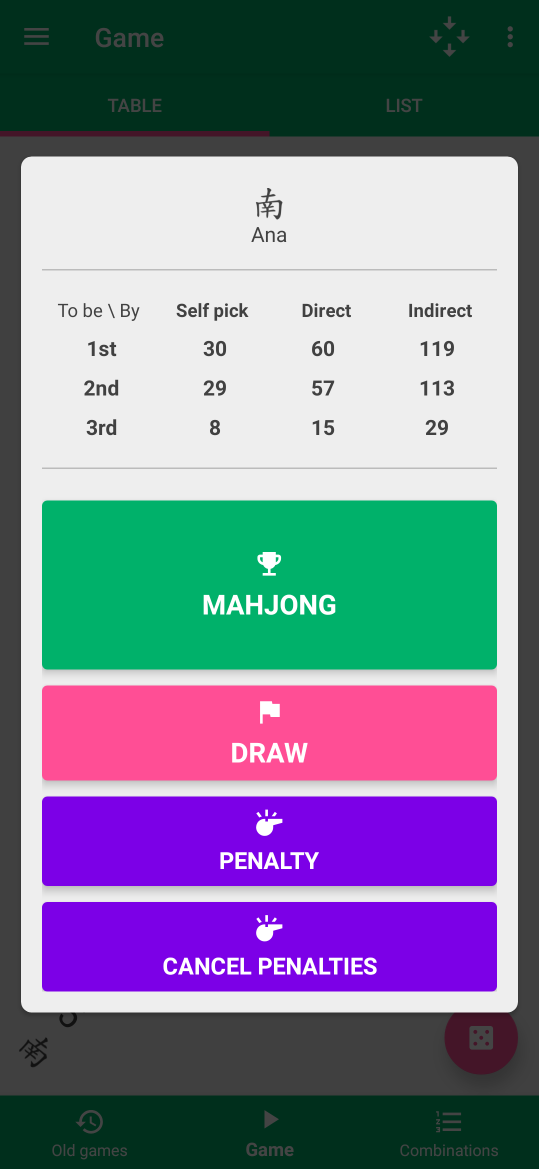 Game
TABLE LIST
南
Ana
To be \ By Self pick Direct Indirect
1st 30 60 119
2nd 29 57 113
3rd 8 15 29
MAHJONG
DRAW
PENALTY
CANCEL PENALTIES
南
Old games Game Combinations